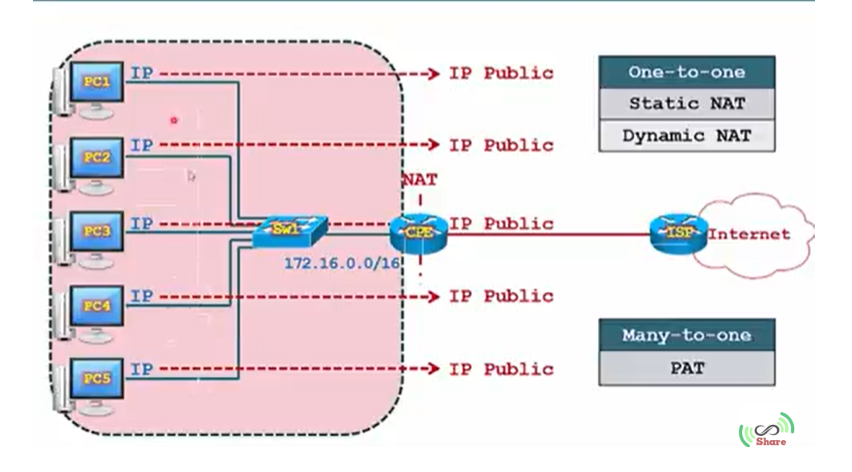 PC1 IP IP Public
One-to-one
Static NAT
Dynamic NAT
PC2 IP IP Public
NAT
PC3 IP SW1 CPE IP Public ISP Internet
172.16.0.0/16
PC4 IP IP Public
Many-to-one
PAT
PC5 IP IP Public
Share